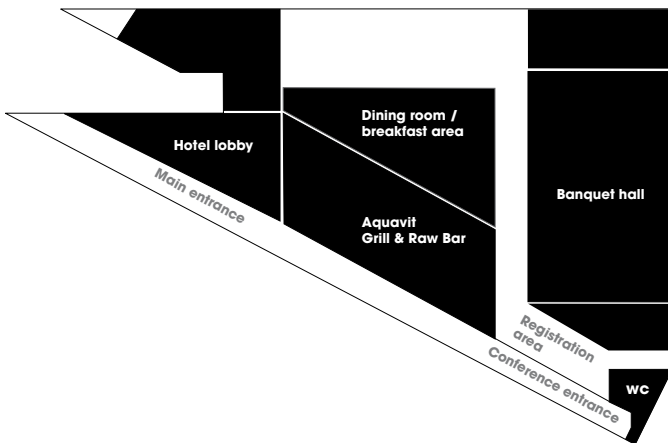 Dining room /
breakfast area
Hotel lobby
Main entrance
Banquet hall
Aquavit
Grill & Raw Bar
Registration
area
Conference entrance
WC